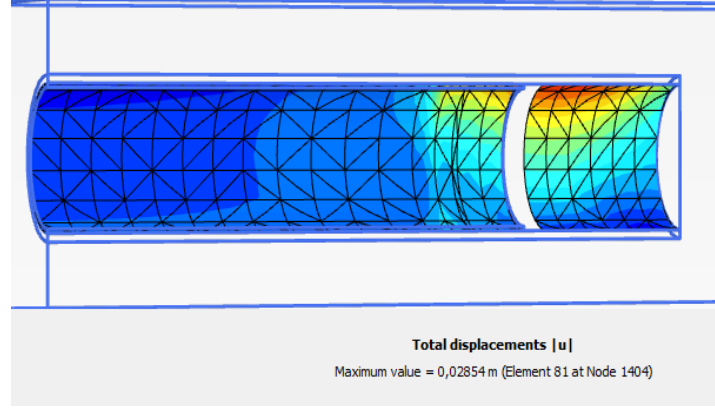 Total displacements |u|
Maximum value = 0,02854 m (Element 81 at Node 1404)